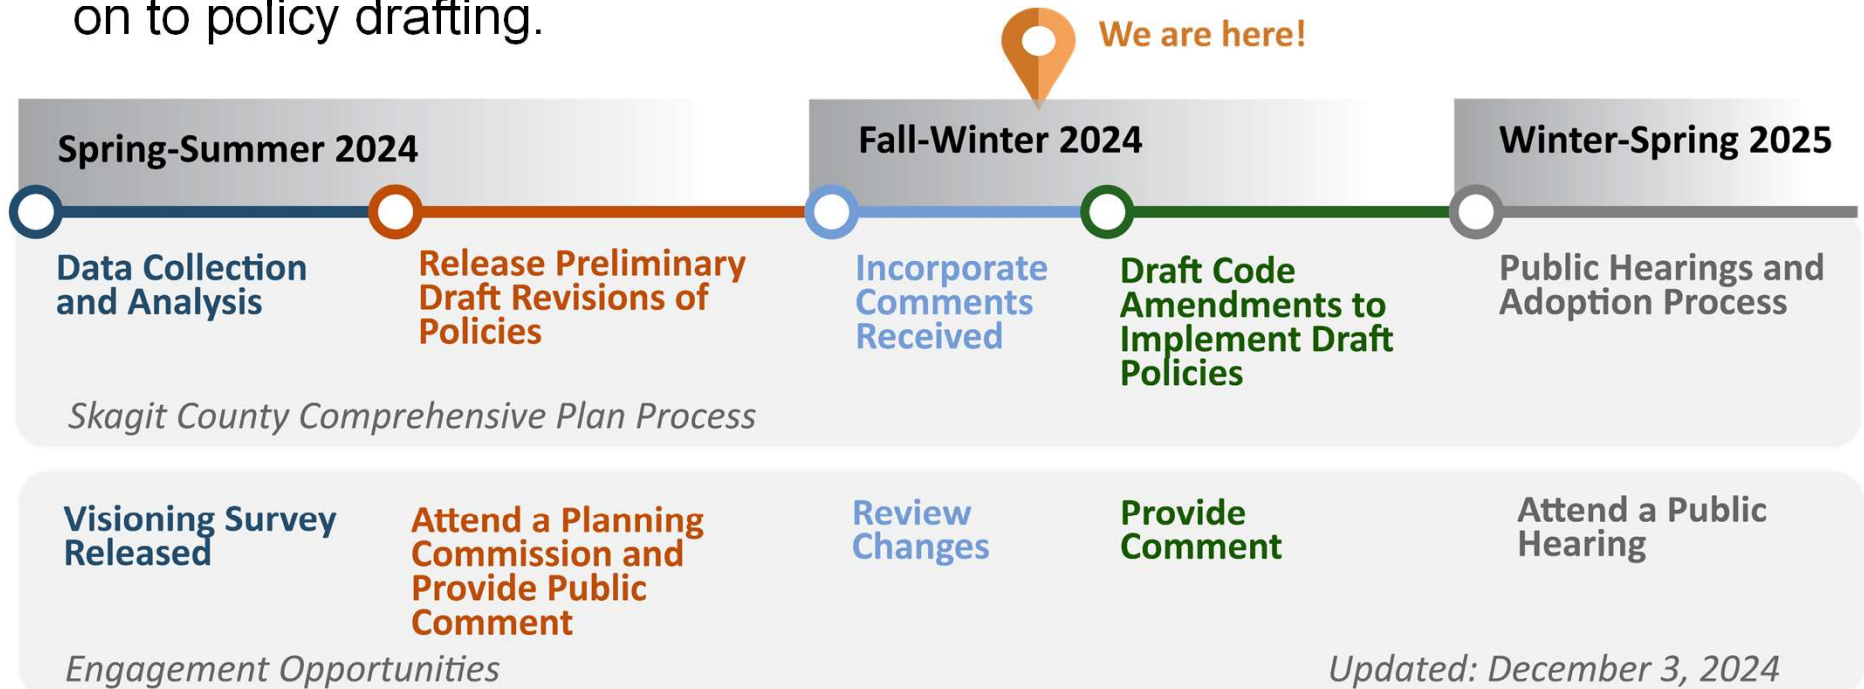 on to policy drafting.
We are here!
Spring-Summer 2024
Fall-Winter 2024
Winter-Spring 2025
Data Collection
and Analysis
Release Preliminary
Draft Revisions of
Policies
Incorporate
Comments
Received
Draft Code
Amendments to
Implement Draft
Policies
Public Hearings and
Adoption Process
Skagit County Comprehensive Plan Process
Visioning Survey
Released
Attend a Planning
Commission and
Provide Public
Comment
Review
Changes
Provide
Comment
Attend a Public
Hearing
Engagement Opportunities
Updated: December 3, 2024